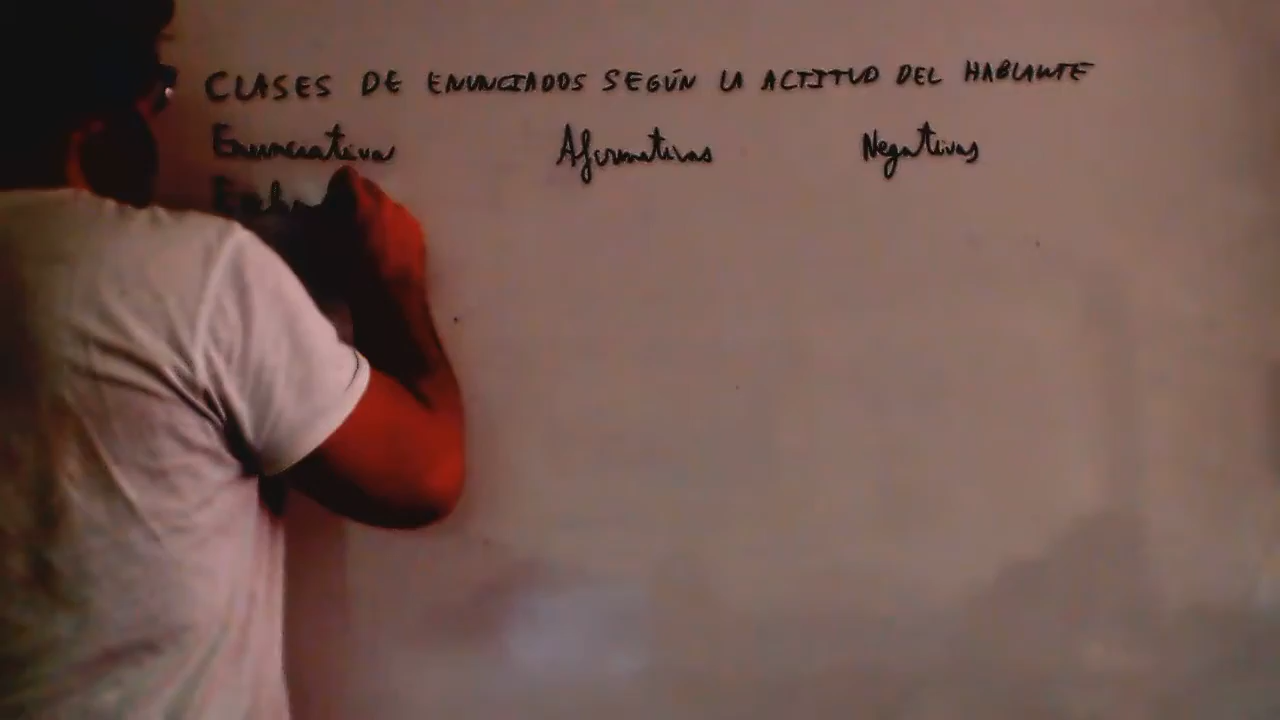 CLASES DE ENUNCIADOS SEGÚN LA ACTITUD DEL HABLANTE
Enunciativa Afirmativas Negativas